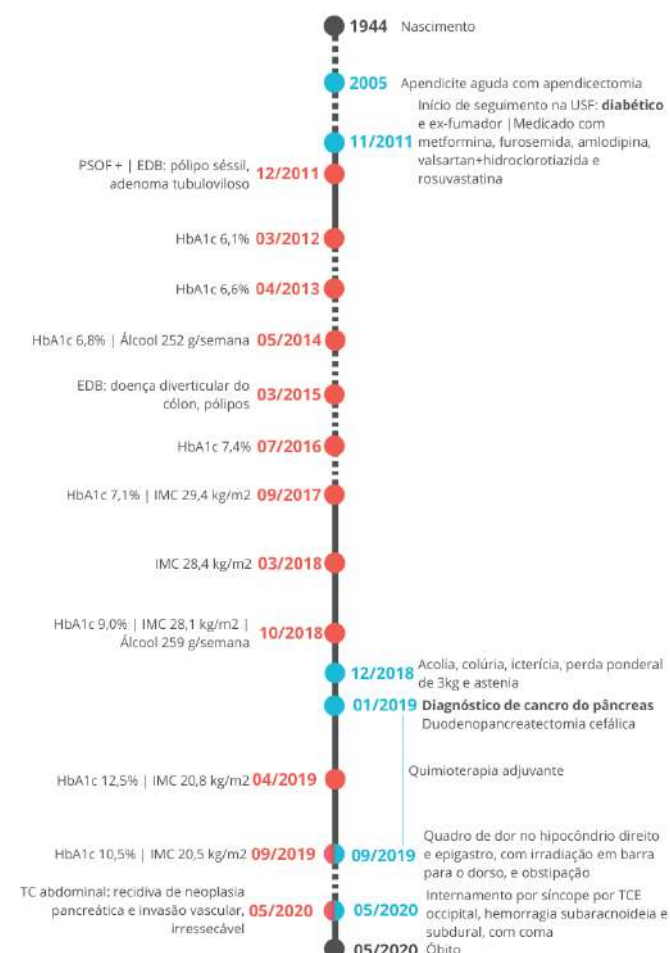 1944 Nascimento
2005 Apendicite aguda com apendicectomia
Início de seguimento na USF: diabético
e ex-fumador |Medicado com
11/2011 metformina, furosemida, amlodipina,
valsartan+hidroclorotiazida e
rosuvastatina
PSOF + | EDB: pólipo séssil,
adenoma tubuloviloso
12/2011
HbA1c 6,1% 03/2012
HbA1c 6,6% 04/2013
HbA1c 6,8% | Álcool 252 g/semana 05/2014
EDB: doença diverticular do
cólon, pólipos
03/2015
HbA1c 7,4% 07/2016
HbA1c 7,1% | IMC 29,4 kg/m2 09/2017
IMC 28,4 kg/m2 03/2018
HbA1c 9,0% | IMC 28,1 kg/m2 |
Álcool 259 g/semana
10/2018
12/2018 Acolia, colúria, icterícia, perda ponderal
de 3kg e astenia
01/2019 Diagnóstico de cancro do pâncreas
Duodenopancreatectomia cefálica
Quimioterapia adjuvante
HbA1c 12,5% | IMC 20,8 kg/m2 04/2019
HbA1c 10,5% | IMC 20,5 kg/m2 09/2019
09/2019
Quadro de dor no hipocôndrio direito
e epigastro, com irradiação em barra
para o dorso, e obstipação
TC abdominal: recidiva de neoplasia
pancreática e invasão vascular,
irressecável
05/2020
05/2020
Internamento por síncope por TCE
occipital, hemorragia subaracnoideia e
subdural, com coma
05/2020 Óbito